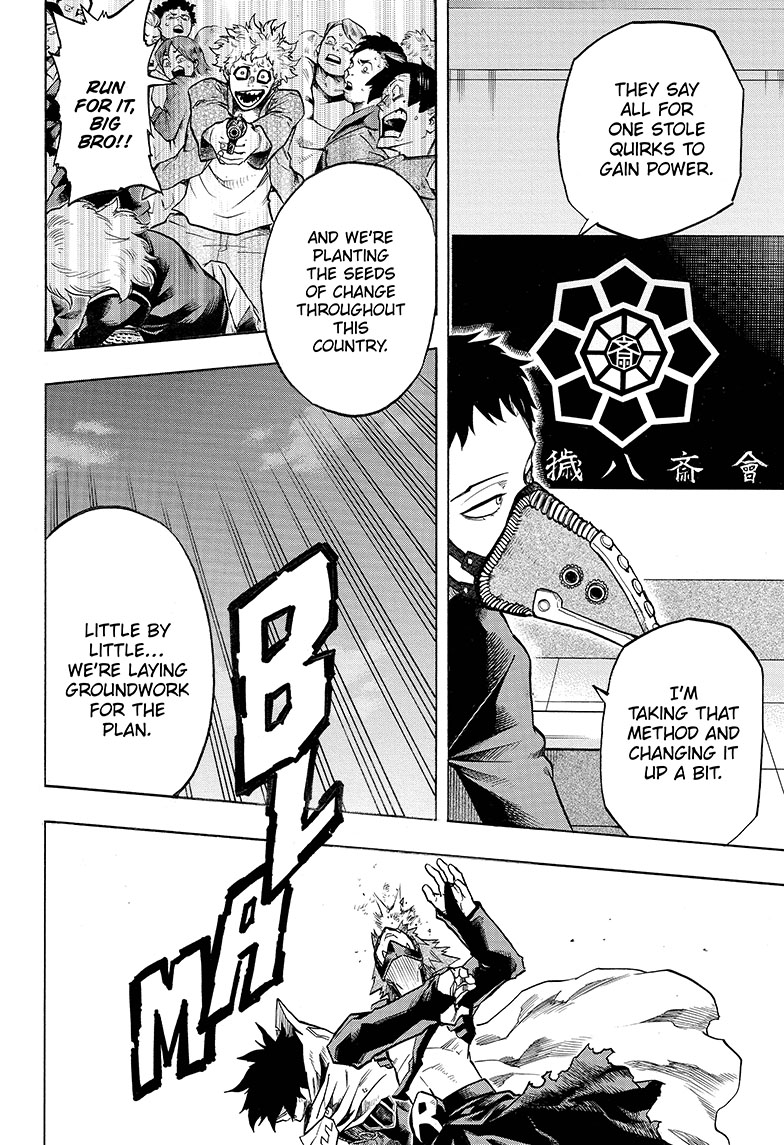 THEY SAY
ALL FOR
ONE STOLE
QUIRKS TO
GAIN POWER.
斎
穢八斎會
I'M
TAKING THAT
METHOD AND
CHANGING IT
UP A BIT.
AND WE'RE
PLANTING
THE SEEDS
OF CHANGE
THROUGHOUT
THIS
COUNTRY.
RUN
FOR IT,
BIG
BRO!!
LITTLE BY
LITTLE...
WE'RE LAYING
GROUNDWORK
FOR THE
PLAN.
BLAM
R